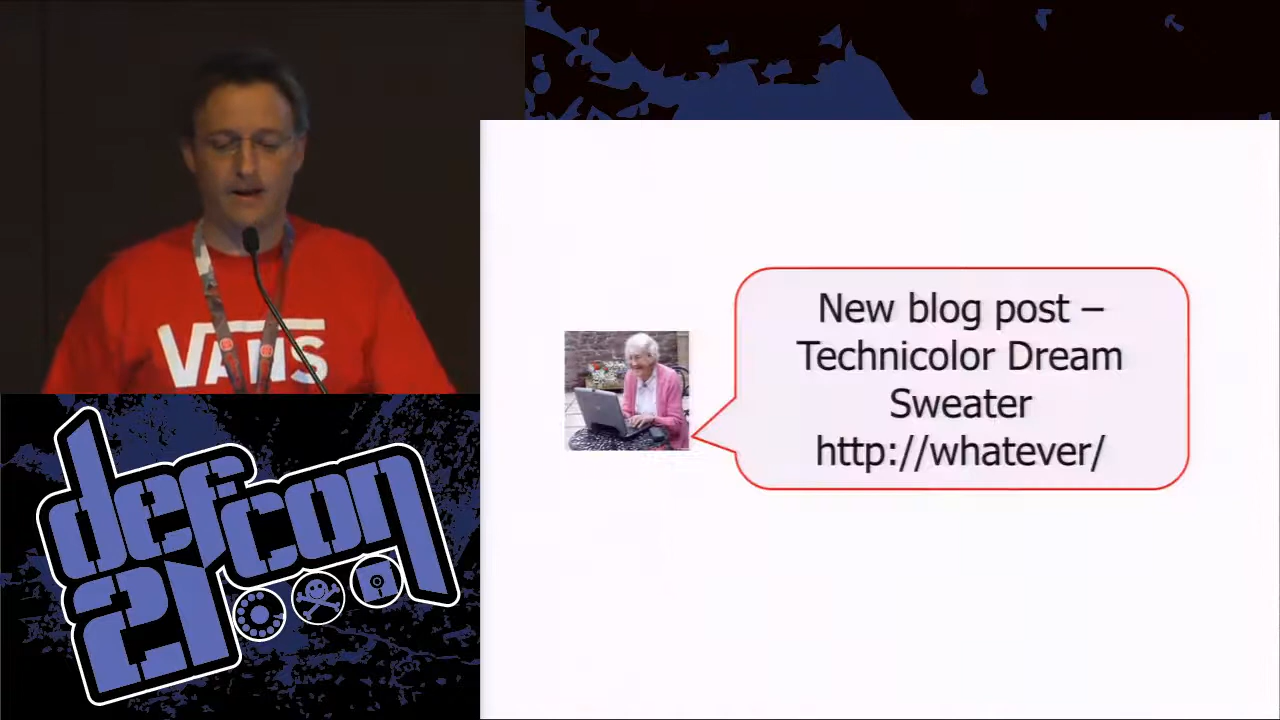 VANS
New blog post –
Technicolor Dream
Sweater
http://whatever/
defcon
21